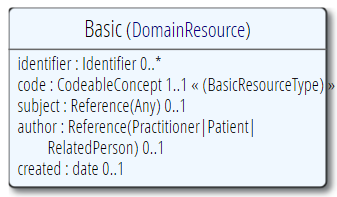 Basic (DomainResource)
identifier : Identifier 0..*
code : CodeableConcept 1..1 « (BasicResourceType) »
subject : Reference(Any) 0..1
author : Reference(Practitioner|Patient|
RelatedPerson) 0..1
created : date 0..1